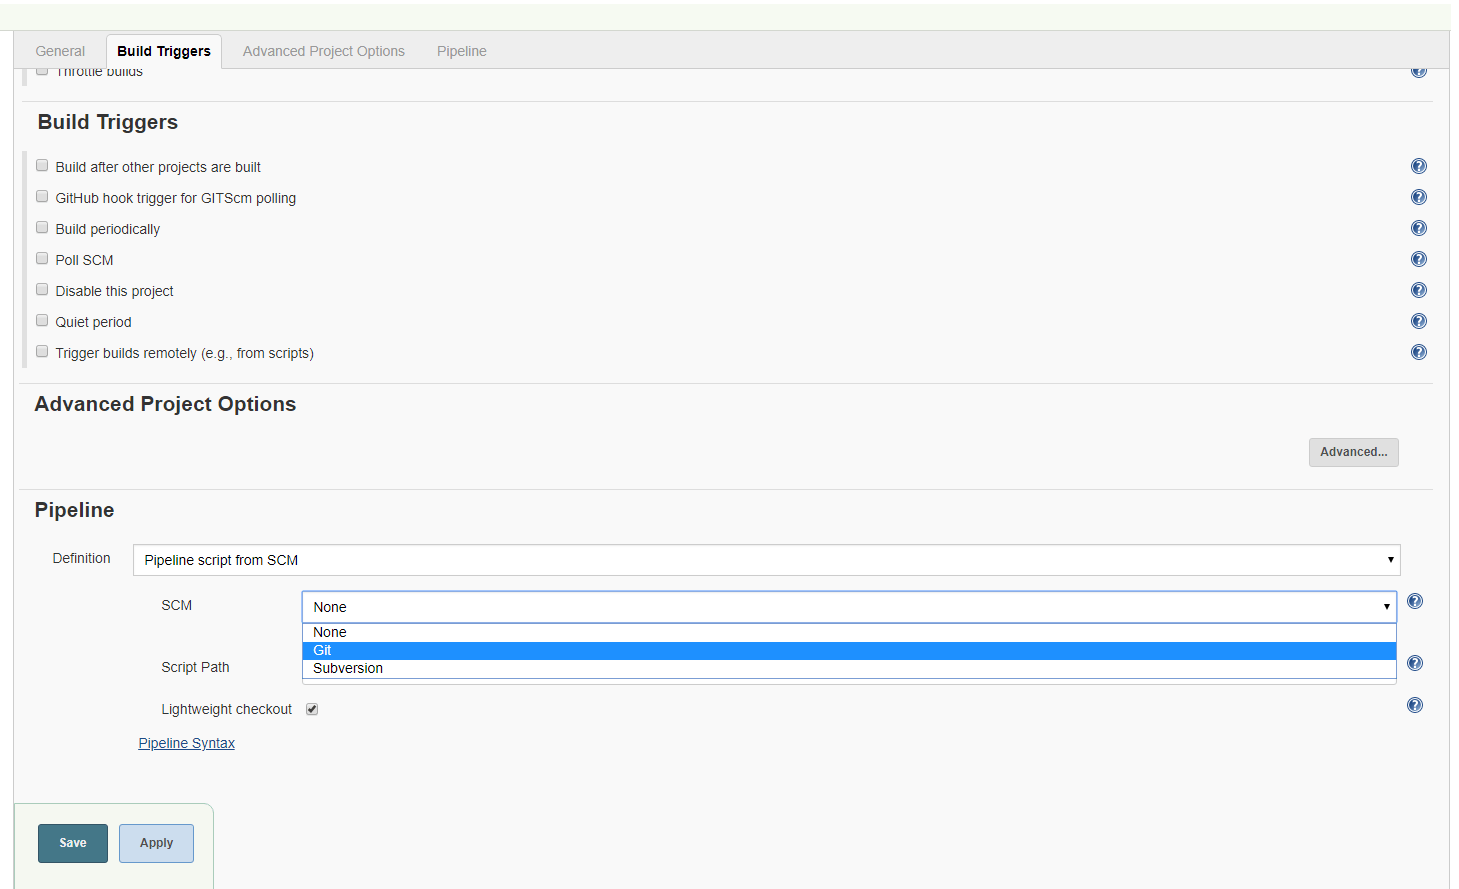 General Build Triggers Advanced Project Options Pipeline
Throttle builds
Build Triggers
Build after other projects are built
GitHub hook trigger for GITScm polling
Build periodically
Poll SCM
Disable this project
Quiet period
Trigger builds remotely (e.g., from scripts)
Advanced Project Options
Advanced...
Pipeline
Definition Pipeline script from SCM
SCM None
None
Git
Script Path Subversion
Lightweight checkout
Pipeline Syntax
Save Apply